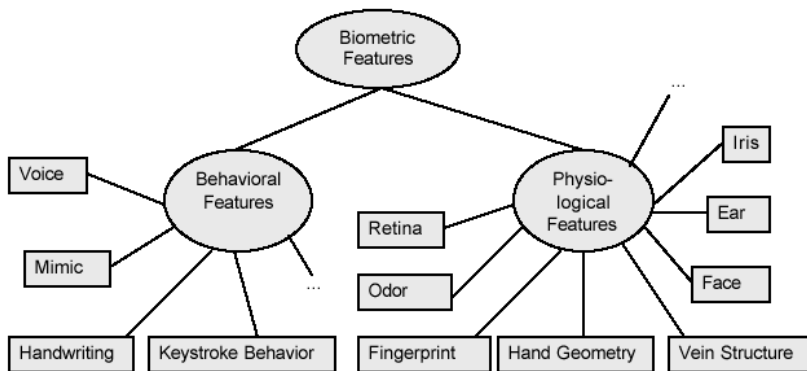 Biometric
Features
...
Iris
Voice
Behavioral
Features
Physio-
logical
Features
Ear
Retina
Mimic
...
Odor
Face
Handwriting
Keystroke Behavior
Fingerprint
Hand Geometry
Vein Structure